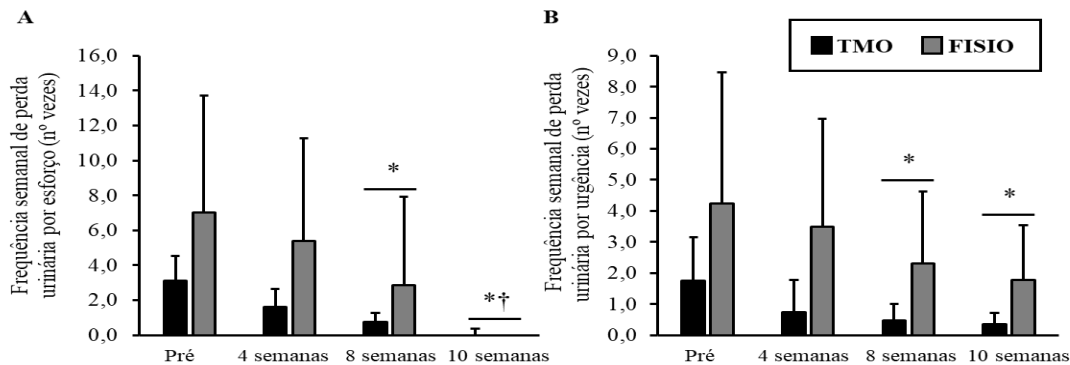 A
Frequência semanal de perda
urinária por esforço (nº vezes)
16,0
14,0
12,0
10,0
8,0
6,0
4,0
2,0
0,0
*
*†
Pré
4 semanas
8 semanas
10 semanas
B
TMO
FISIO
Frequência semanal de perda
urinária por urgência (nº vezes)
9,0
8,0
7,0
6,0
5,0
4,0
3,0
2,0
1,0
0,0
*
*
Pré
4 semanas
8 semanas
10 semanas